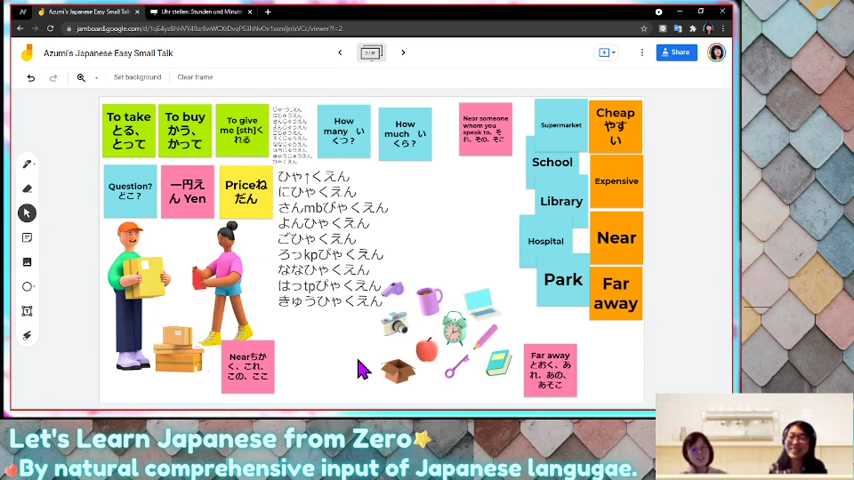 Azumi's Japanese Easy Small Talk
Uhr stellen: Stunden und Minute
Azumi's Japanese Easy Small Talk
Share
Set background
Clear frame
To take
とる、
とって
To buy
かう、
かって
To give
me [sth]く
れる
How
many い
くつ？
How
much い
くら？
Near someone
whom you
speak to、そ
れ、その、そこ
Supermarket
Cheap
やす
い
School
Question?
どこ？
一円え
ん Yen
Priceね
だん
ひゃ↑くえん
にひゃくえん
さんmbびゃくえん
よんひゃくえん
ごひゃくえん
ろっkpぴゃくえん
ななひゃくえん
はっtpぴゃくえん
きゅうひゃくえん
Expensive
Library
Hospital
Near
Park
Far
away
Nearちか
く、これ、
この、ここ
Far away
とおく、あ
れ、あの、
あそこ
Let's Learn Japanese from Zero
By natural comprehensive input of Japanese langugae.